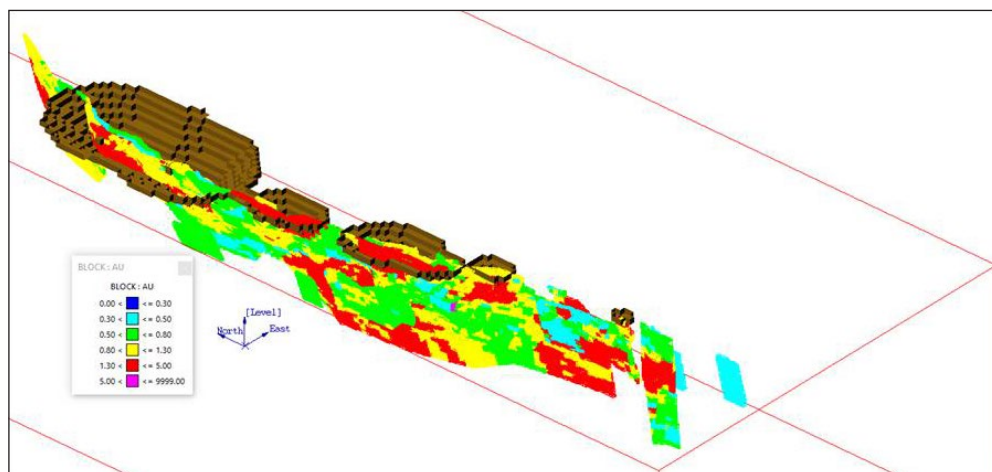 BLOCK : AU
BLOCK : AU
0.00 < <= 0.30
0.30 < <= 0.50
0.50 < <= 0.80
0.80 < <= 1.30
1.30 < <= 5.00
5.00 < <= 9999.00
[Level]
North
East